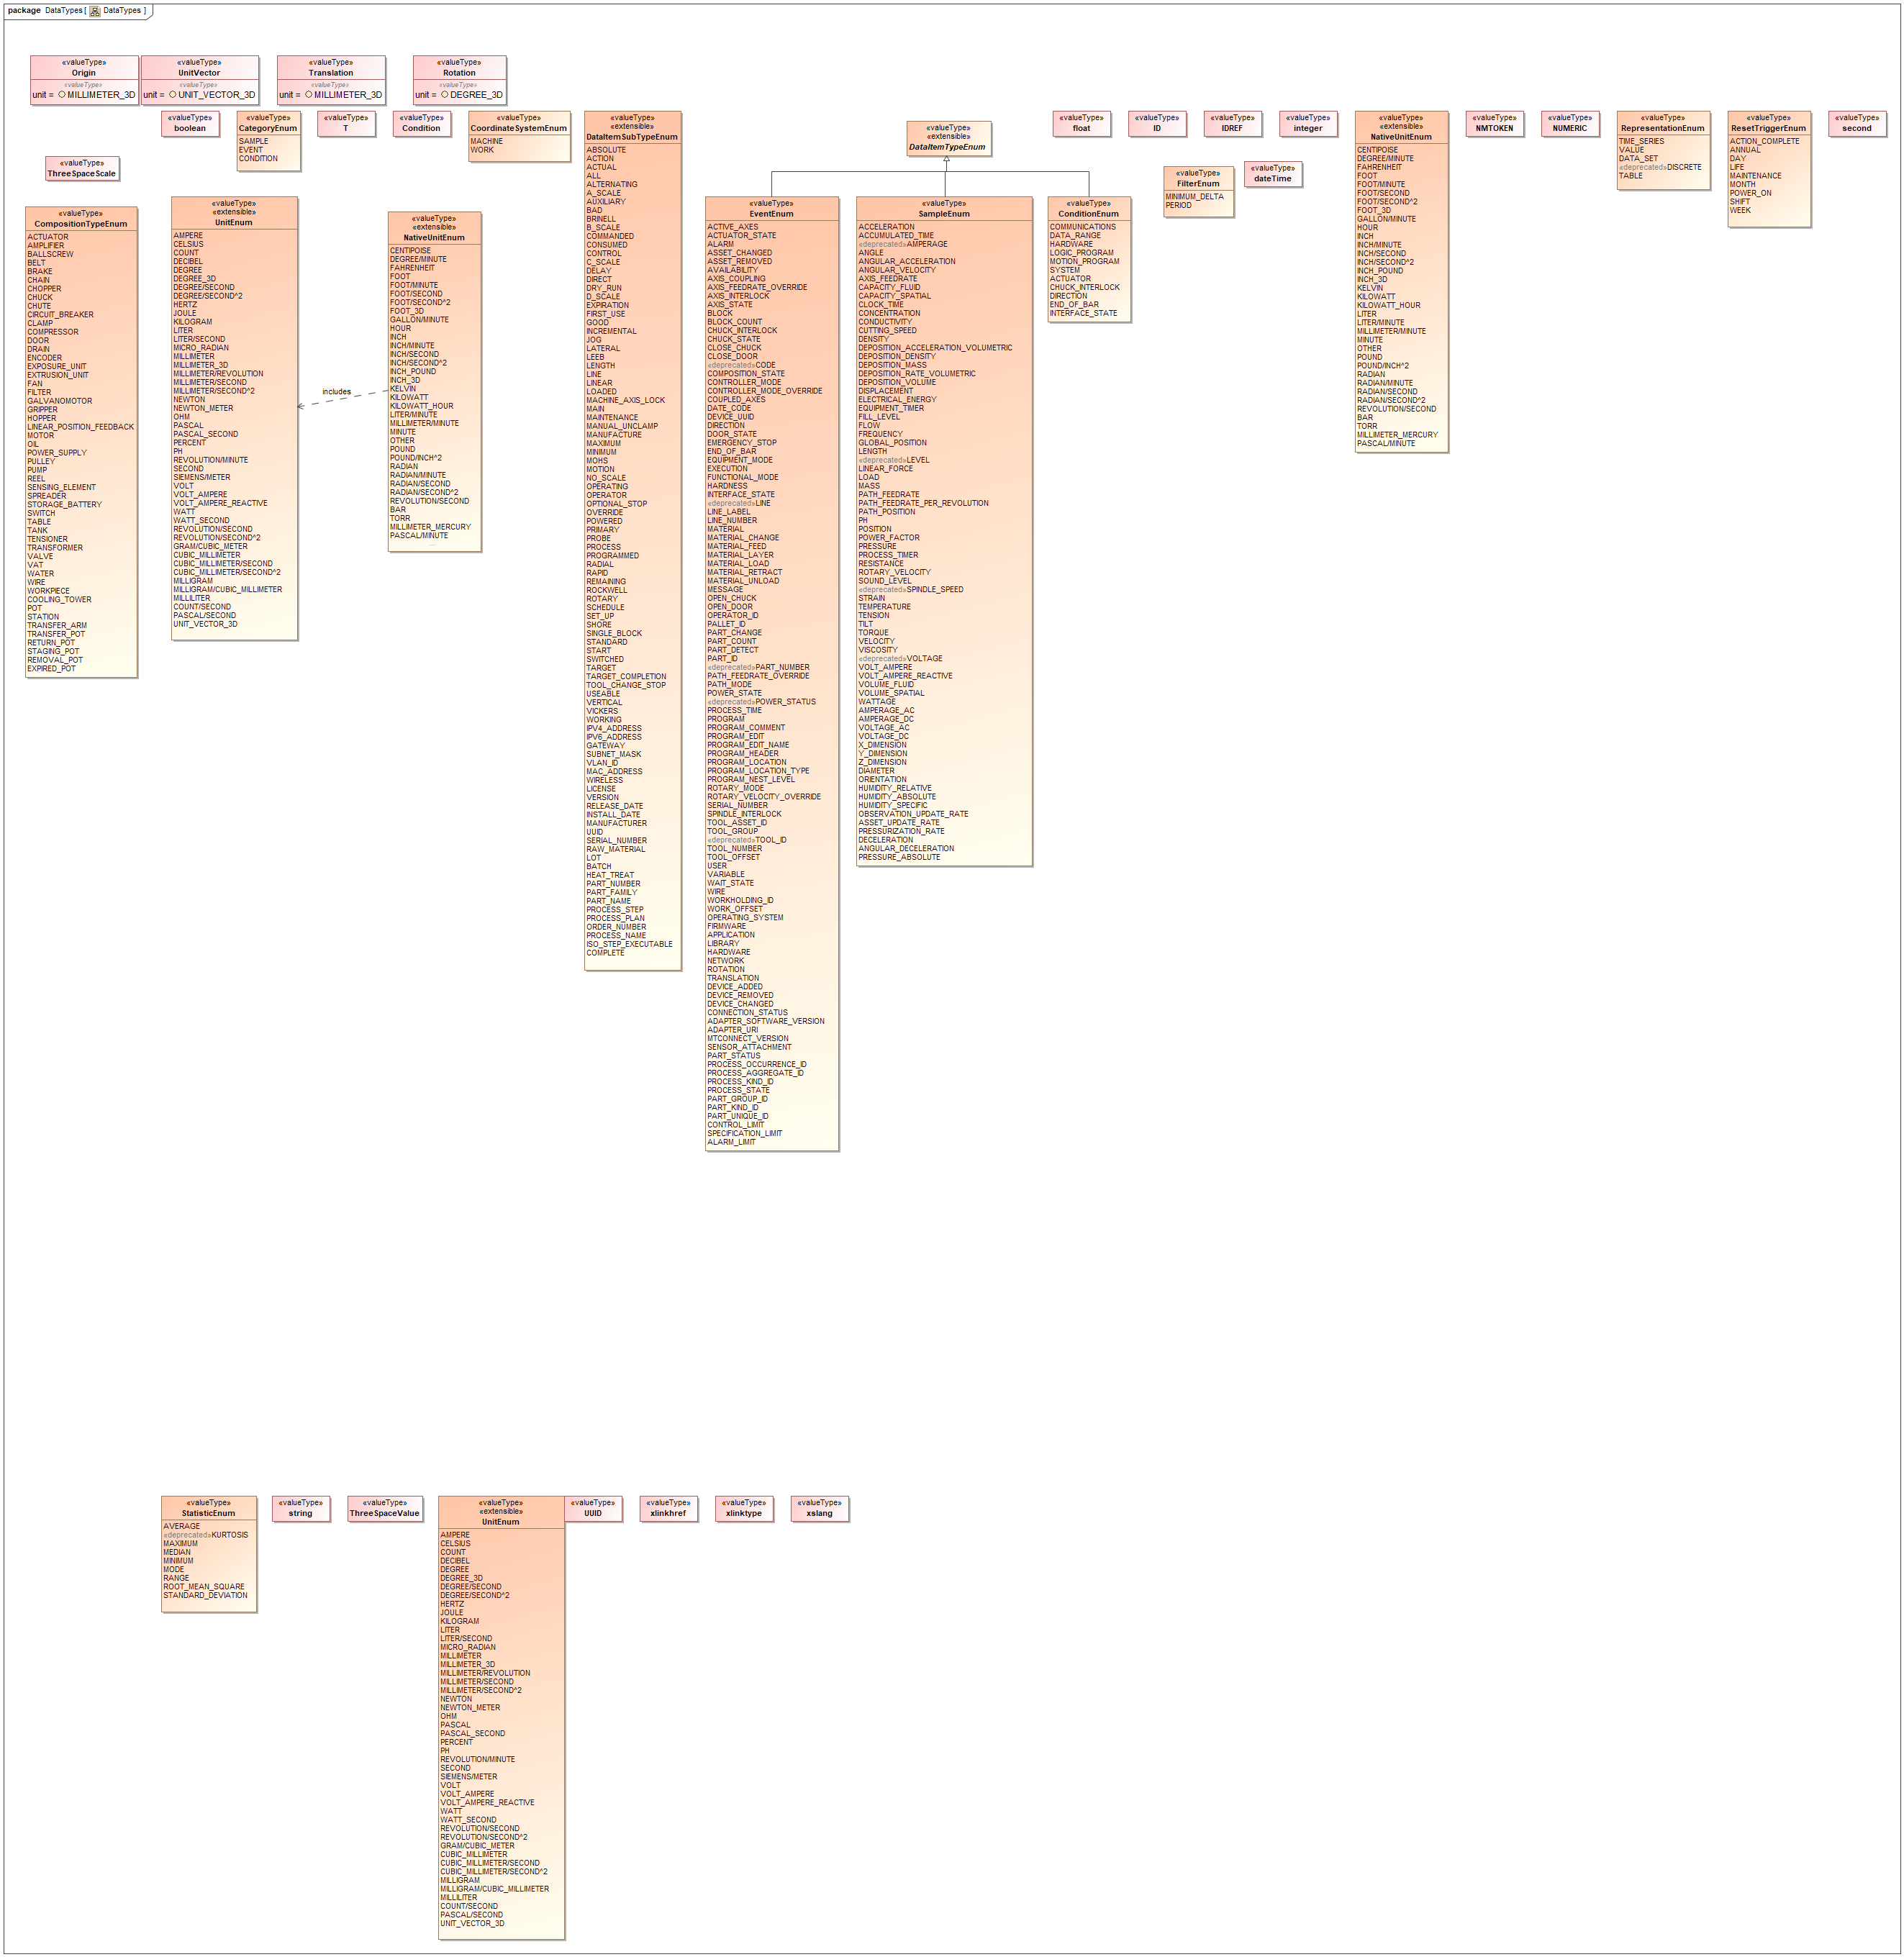 package DataTypes [ DataTypes ]
«valueType»
Origin
«valueType»
unit = MILLIMETER_3D
«valueType»
UnitVector
«valueType»
unit = UNIT_VECTOR_3D
«valueType»
Translation
«valueType»
unit = MILLIMETER_3D
«valueType»
Rotation
«valueType»
unit = DEGREE_3D
«valueType»
boolean
«valueType»
CategoryEnum
SAMPLE
EVENT
CONDITION
«valueType»
T
«valueType»
Condition
«valueType»
CoordinateSystemEnum
MACHINE
WORK
«valueType»
ThreeSpaceScale
«valueType»
CompositionTypeEnum
ACTUATOR
AMPLIFIER
BALLSCREW
BELT
BRAKE
CHAIN
CHOPPER
CHUCK
CHUTE
CIRCUIT_BREAKER
CLAMP
COMPRESSOR
DOOR
DRAIN
ENCODER
EXPOSURE_UNIT
EXTRUSION_UNIT
FAN
FILTER
GALVANOMOTOR
GRIPPER
HOPPER
LINEAR_POSITION_FEEDBACK
MOTOR
OIL
POWER_SUPPLY
PULLEY
PUMP
REEL
SENSING_ELEMENT
SPREADER
STORAGE_BATTERY
SWITCH
TABLE
TANK
TENSIONER
TRANSFORMER
VALVE
VAT
WATER
WIRE
WORKPIECE
COOLING_TOWER
POT
STATION
TRANSFER_ARM
TRANSFER_POT
RETURN_POT
STAGING_POT
REMOVAL_POT
EXPIRED_POT
«valueType»
«extensible»
UnitEnum
AMPERE
CELSIUS
COUNT
DECIBEL
DEGREE
DEGREE_3D
DEGREE/SECOND
DEGREE/SECOND^2
HERTZ
JOULE
KILOGRAM
LITER
LITER/SECOND
MICRO_RADIAN
MILLIMETER
MILLIMETER_3D
MILLIMETER/REVOLUTION
MILLIMETER/SECOND
MILLIMETER/SECOND^2
NEWTON
NEWTON_METER
OHM
PASCAL
PASCAL_SECOND
PERCENT
PH
REVOLUTION/MINUTE
SECOND
SIEMENS/METER
VOLT
VOLT_AMPERE
VOLT_AMPERE_REACTIVE
WATT
WATT_SECOND
REVOLUTION/SECOND
REVOLUTION/SECOND^2
GRAM/CUBIC_METER
CUBIC_MILLIMETER
CUBIC_MILLIMETER/SECOND
CUBIC_MILLIMETER/SECOND^2
MILLIGRAM
MILLIGRAM/CUBIC_MILLIMETER
MILLILITER
COUNT/SECOND
PASCAL/SECOND
UNIT_VECTOR_3D
includes
«valueType»
«extensible»
NativeUnitEnum
CENTIPOISE
DEGREE/MINUTE
FAHRENHEIT
FOOT
FOOT/MINUTE
FOOT/SECOND
FOOT/SECOND^2
FOOT_3D
GALLON/MINUTE
HOUR
INCH
INCH/MINUTE
INCH/SECOND
INCH/SECOND^2
INCH_POUND
INCH_3D
KELVIN
KILOWATT
KILOWATT_HOUR
LITER/MINUTE
MILLIMETER/MINUTE
MINUTE
OTHER
POUND
POUND/INCH^2
RADIAN
RADIAN/MINUTE
RADIAN/SECOND
RADIAN/SECOND^2
REVOLUTION/SECOND
BAR
TORR
MILLIMETER_MERCURY
PASCAL/MINUTE
«valueType»
«extensible»
DataItemSubTypeEnum
ABSOLUTE
ACTION
ACTUAL
ALL
ALTERNATING
A_SCALE
AUXILIARY
BAD
BRINELL
B_SCALE
COMMANDED
CONSUMED
CONTROL
C_SCALE
DELAY
DIRECT
DRY_RUN
D_SCALE
EXPIRATION
FIRST_USE
GOOD
INCREMENTAL
JOG
LATERAL
LEEB
LENGTH
LINE
LINEAR
LOADED
MACHINE_AXIS_LOCK
MAIN
MAINTENANCE
MANUAL_UNCLAMP
MANUFACTURE
MAXIMUM
MINIMUM
MOHS
MOTION
NO_SCALE
OPERATING
OPERATOR
OPTIONAL_STOP
OVERRIDE
POWERED
PRIMARY
PROBE
PROCESS
PROGRAMMED
RADIAL
RAPID
REMAINING
ROCKWELL
ROTARY
SCHEDULE
SET_UP
SHORE
SINGLE_BLOCK
STANDARD
START
SWITCHED
TARGET
TARGET_COMPLETION
TOOL_CHANGE_STOP
USEABLE
VERTICAL
VICKERS
WORKING
IPV4_ADDRESS
IPV6_ADDRESS
GATEWAY
SUBNET_MASK
VLAN_ID
MAC_ADDRESS
WIRELESS
LICENSE
VERSION
RELEASE_DATE
INSTALL_DATE
MANUFACTURER
UUID
SERIAL_NUMBER
RAW_MATERIAL
LOT
BATCH
HEAT_TREAT
PART_NUMBER
PART_FAMILY
PART_NAME
PROCESS_STEP
PROCESS_PLAN
ORDER_NUMBER
PROCESS_NAME
ISO_STEP_EXECUTABLE
COMPLETE
«valueType»
«extensible»
DataItemTypeEnum
«valueType»
EventEnum
ACTIVE_AXES
ACTUATOR_STATE
ALARM
ASSET_CHANGED
ASSET_REMOVED
AVAILABILITY
AXIS_COUPLING
AXIS_FEEDRATE_OVERRIDE
AXIS_INTERLOCK
AXIS_STATE
BLOCK
BLOCK_COUNT
CHUCK_INTERLOCK
CHUCK_STATE
CLOSE_CHUCK
CLOSE_DOOR
«deprecated»CODE
COMPOSITION_STATE
CONTROLLER_MODE
CONTROLLER_MODE_OVERRIDE
COUPLED_AXES
DATE_CODE
DEVICE_UUID
DIRECTION
DOOR_STATE
EMERGENCY_STOP
END_OF_BAR
EQUIPMENT_MODE
EXECUTION
FUNCTIONAL_MODE
HARDNESS
INTERFACE_STATE
«deprecated»LINE
LINE_LABEL
LINE_NUMBER
MATERIAL
MATERIAL_CHANGE
MATERIAL_FEED
MATERIAL_LAYER
MATERIAL_LOAD
MATERIAL_RETRACT
MATERIAL_UNLOAD
MESSAGE
OPEN_CHUCK
OPEN_DOOR
OPERATOR_ID
PALLET_ID
PART_CHANGE
PART_COUNT
PART_DETECT
PART_ID
«deprecated»PART_NUMBER
PATH_FEEDRATE_OVERRIDE
PATH_MODE
POWER_STATE
«deprecated»POWER_STATUS
PROCESS_TIME
PROGRAM
PROGRAM_COMMENT
PROGRAM_EDIT
PROGRAM_EDIT_NAME
PROGRAM_HEADER
PROGRAM_LOCATION
PROGRAM_LOCATION_TYPE
PROGRAM_NEST_LEVEL
ROTARY_MODE
ROTARY_VELOCITY_OVERRIDE
SERIAL_NUMBER
SPINDLE_INTERLOCK
TOOL_ASSET_ID
TOOL_GROUP
«deprecated»TOOL_ID
TOOL_NUMBER
TOOL_OFFSET
USER
VARIABLE
WAIT_STATE
WIRE
WORKHOLDING_ID
WORK_OFFSET
OPERATING_SYSTEM
FIRMWARE
APPLICATION
LIBRARY
HARDWARE
NETWORK
ROTATION
TRANSLATION
DEVICE_ADDED
DEVICE_REMOVED
DEVICE_CHANGED
CONNECTION_STATUS
ADAPTER_SOFTWARE_VERSION
ADAPTER_URI
MTCONNECT_VERSION
SENSOR_ATTACHMENT
PART_STATUS
PROCESS_OCCURRENCE_ID
PROCESS_AGGREGATE_ID
PROCESS_KIND_ID
PROCESS_STATE
PART_GROUP_ID
PART_KIND_ID
PART_UNIQUE_ID
CONTROL_LIMIT
SPECIFICATION_LIMIT
ALARM_LIMIT
«valueType»
SampleEnum
ACCELERATION
ACCUMULATED_TIME
«deprecated»AMPERAGE
ANGLE
ANGULAR_ACCELERATION
ANGULAR_VELOCITY
AXIS_FEEDRATE
CAPACITY_FLUID
CAPACITY_SPATIAL
CLOCK_TIME
CONCENTRATION
CONDUCTIVITY
CUTTING_SPEED
DENSITY
DEPOSITION_ACCELERATION_VOLUMETRIC
DEPOSITION_DENSITY
DEPOSITION_MASS
DEPOSITION_RATE_VOLUMETRIC
DEPOSITION_VOLUME
DISPLACEMENT
ELECTRICAL_ENERGY
EQUIPMENT_TIMER
FILL_LEVEL
FLOW
FREQUENCY
GLOBAL_POSITION
LENGTH
«deprecated»LEVEL
LINEAR_FORCE
LOAD
MASS
PATH_FEEDRATE
PATH_FEEDRATE_PER_REVOLUTION
PATH_POSITION
PH
POSITION
POWER_FACTOR
PRESSURE
PROCESS_TIMER
RESISTANCE
ROTARY_VELOCITY
SOUND_LEVEL
«deprecated»SPINDLE_SPEED
STRAIN
TEMPERATURE
TENSION
TILT
TORQUE
VELOCITY
VISCOSITY
«deprecated»VOLTAGE
VOLT_AMPERE
VOLT_AMPERE_REACTIVE
VOLUME_FLUID
VOLUME_SPATIAL
WATTAGE
AMPERAGE_AC
AMPERAGE_DC
VOLTAGE_AC
VOLTAGE_DC
X_DIMENSION
Y_DIMENSION
Z_DIMENSION
DIAMETER
ORIENTATION
HUMIDITY_RELATIVE
HUMIDITY_ABSOLUTE
HUMIDITY_SPECIFIC
OBSERVATION_UPDATE_RATE
ASSET_UPDATE_RATE
PRESSURIZATION_RATE
DECELERATION
ANGULAR_DECELERATION
PRESSURE_ABSOLUTE
«valueType»
ConditionEnum
COMMUNICATIONS
DATA_RANGE
HARDWARE
LOGIC_PROGRAM
MOTION_PROGRAM
SYSTEM
ACTUATOR
CHUCK_INTERLOCK
DIRECTION
END_OF_BAR
INTERFACE_STATE
«valueType»
float
«valueType»
ID
«valueType»
IDREF
«valueType»
integer
«valueType»
FilterEnum
MINIMUM_DELTA
PERIOD
«valueType»
dateTime
«valueType»
«extensible»
NativeUnitEnum
CENTIPOISE
DEGREE/MINUTE
FAHRENHEIT
FOOT
FOOT/MINUTE
FOOT/SECOND
FOOT/SECOND^2
FOOT_3D
GALLON/MINUTE
HOUR
INCH
INCH/MINUTE
INCH/SECOND
INCH/SECOND^2
INCH_POUND
INCH_3D
KELVIN
KILOWATT
KILOWATT_HOUR
LITER
LITER/MINUTE
MILLIMETER/MINUTE
MINUTE
OTHER
POUND
POUND/INCH^2
RADIAN
RADIAN/MINUTE
RADIAN/SECOND
RADIAN/SECOND^2
REVOLUTION/SECOND
BAR
TORR
MILLIMETER_MERCURY
PASCAL/MINUTE
«valueType»
NMTOKEN
«valueType»
NUMERIC
«valueType»
RepresentationEnum
TIME_SERIES
VALUE
DATA_SET
«deprecated»DISCRETE
TABLE
«valueType»
ResetTriggerEnum
ACTION_COMPLETE
ANNUAL
DAY
LIFE
MAINTENANCE
MONTH
POWER_ON
SHIFT
WEEK
«valueType»
second
«valueType»
StatisticEnum
AVERAGE
«deprecated»KURTOSIS
MAXIMUM
MEDIAN
MINIMUM
MODE
RANGE
ROOT_MEAN_SQUARE
STANDARD_DEVIATION
«valueType»
string
«valueType»
ThreeSpaceValue
«valueType»
«extensible»
UnitEnum
AMPERE
CELSIUS
COUNT
DECIBEL
DEGREE
DEGREE_3D
DEGREE/SECOND
DEGREE/SECOND^2
HERTZ
JOULE
KILOGRAM
LITER
LITER/SECOND
MICRO_RADIAN
MILLIMETER
MILLIMETER_3D
MILLIMETER/REVOLUTION
MILLIMETER/SECOND
MILLIMETER/SECOND^2
NEWTON
NEWTON_METER
OHM
PASCAL
PASCAL_SECOND
PERCENT
PH
REVOLUTION/MINUTE
SECOND
SIEMENS/METER
VOLT
VOLT_AMPERE
VOLT_AMPERE_REACTIVE
WATT
WATT_SECOND
REVOLUTION/SECOND
REVOLUTION/SECOND^2
GRAM/CUBIC_METER
CUBIC_MILLIMETER
CUBIC_MILLIMETER/SECOND
CUBIC_MILLIMETER/SECOND^2
MILLIGRAM
MILLIGRAM/CUBIC_MILLIMETER
MILLILITER
COUNT/SECOND
PASCAL/SECOND
UNIT_VECTOR_3D
«valueType»
UUID
«valueType»
xlinkhref
«valueType»
xlinktype
«valueType»
xslang